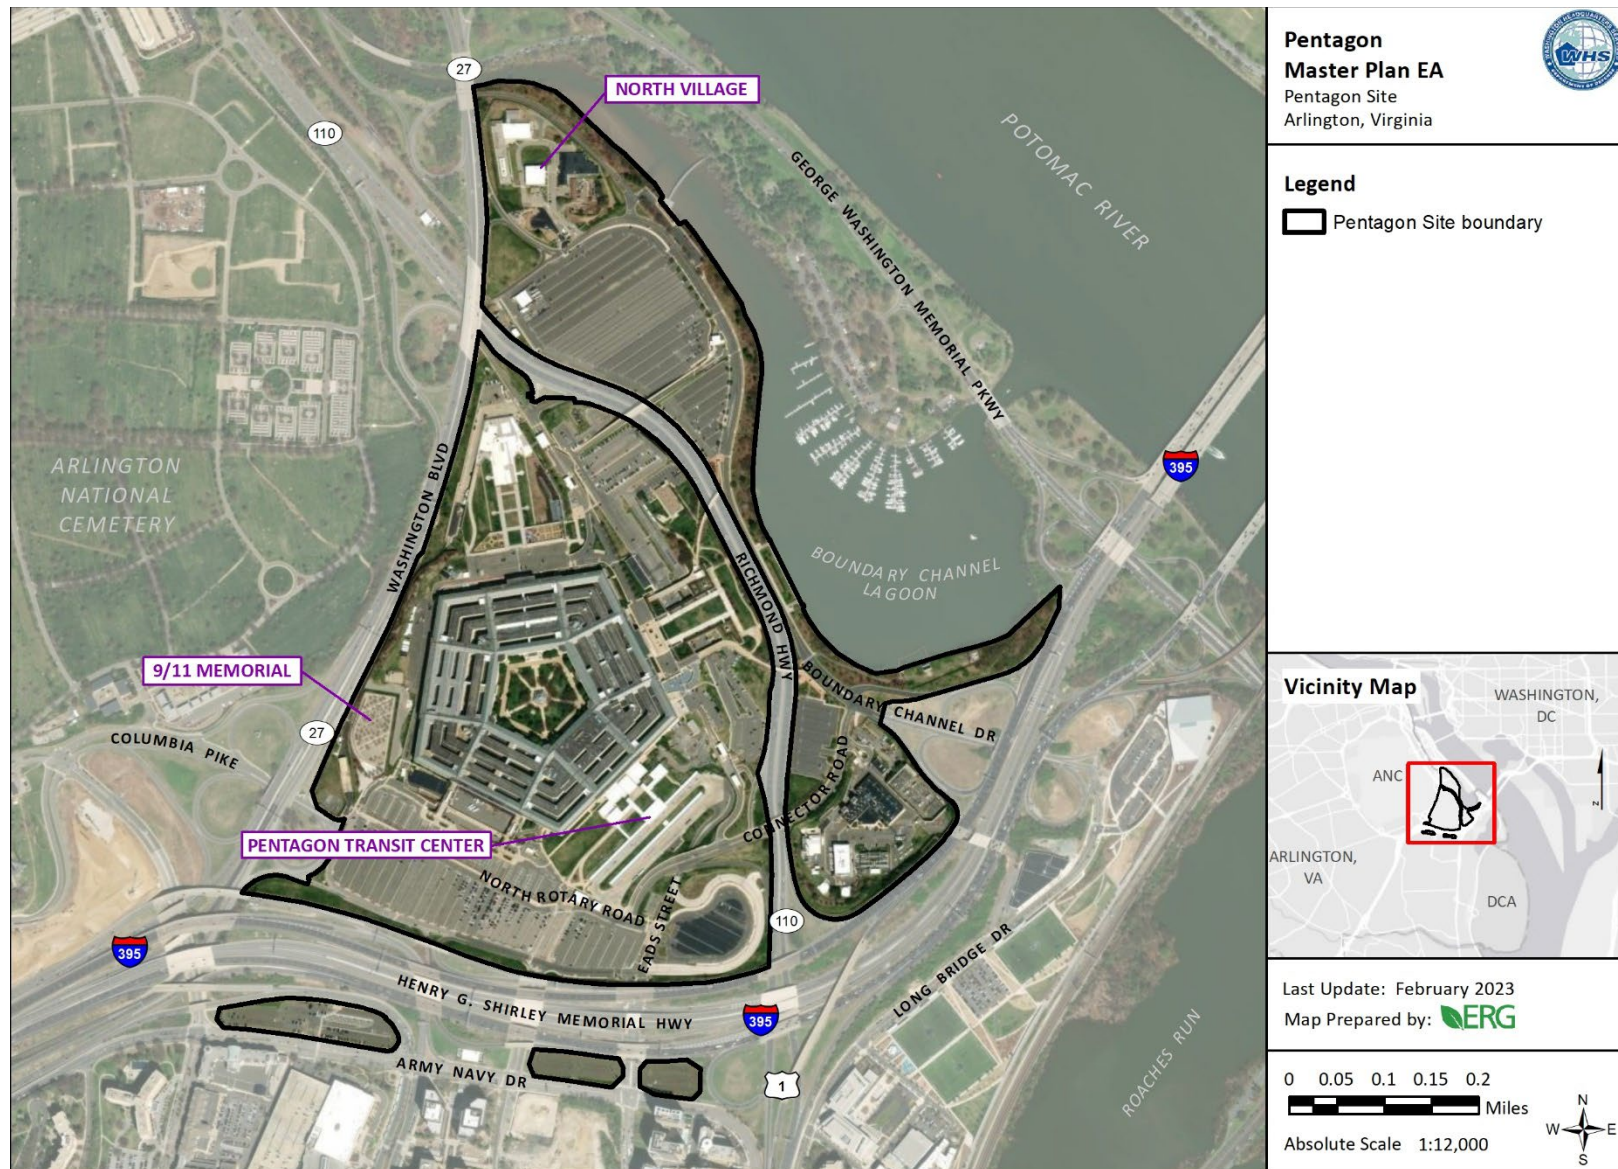 Pentagon
Master Plan EA
Pentagon Site
Arlington, Virginia
WASHINGTON HEADQUARTERS
WHS
Legend
Pentagon Site boundary
27
110
NORTH VILLAGE
GEORGE WASHINGTON MEMORIAL PKWY
POTOMAC RIVER
ARLINGTON
NATIONAL
CEMETERY
WASHINGTON BLVD
395
BOUNDARY CHANNEL
LAGOON
RICHMOND HWY
9/11 MEMORIAL
27
COLUMBIA PIKE
BOUNDARY CHANNEL DR
CONNECTOR ROAD
PENTAGON TRANSIT CENTER
NORTH ROTARY ROAD
EADS STREET
110
395
LONG BRIDGE DR
HENRY G. SHIRLEY MEMORIAL HWY
395
ARMY NAVY DR
1
ROACHES RUN
Vicinity Map
WASHINGTON,
DC
ANC
N
ARLINGTON,
VA
DCA
Last Update: February 2023
Map Prepared by: ERG
0 0.05 0.1 0.15 0.2
Miles
Absolute Scale 1:12,000
N
W E
S